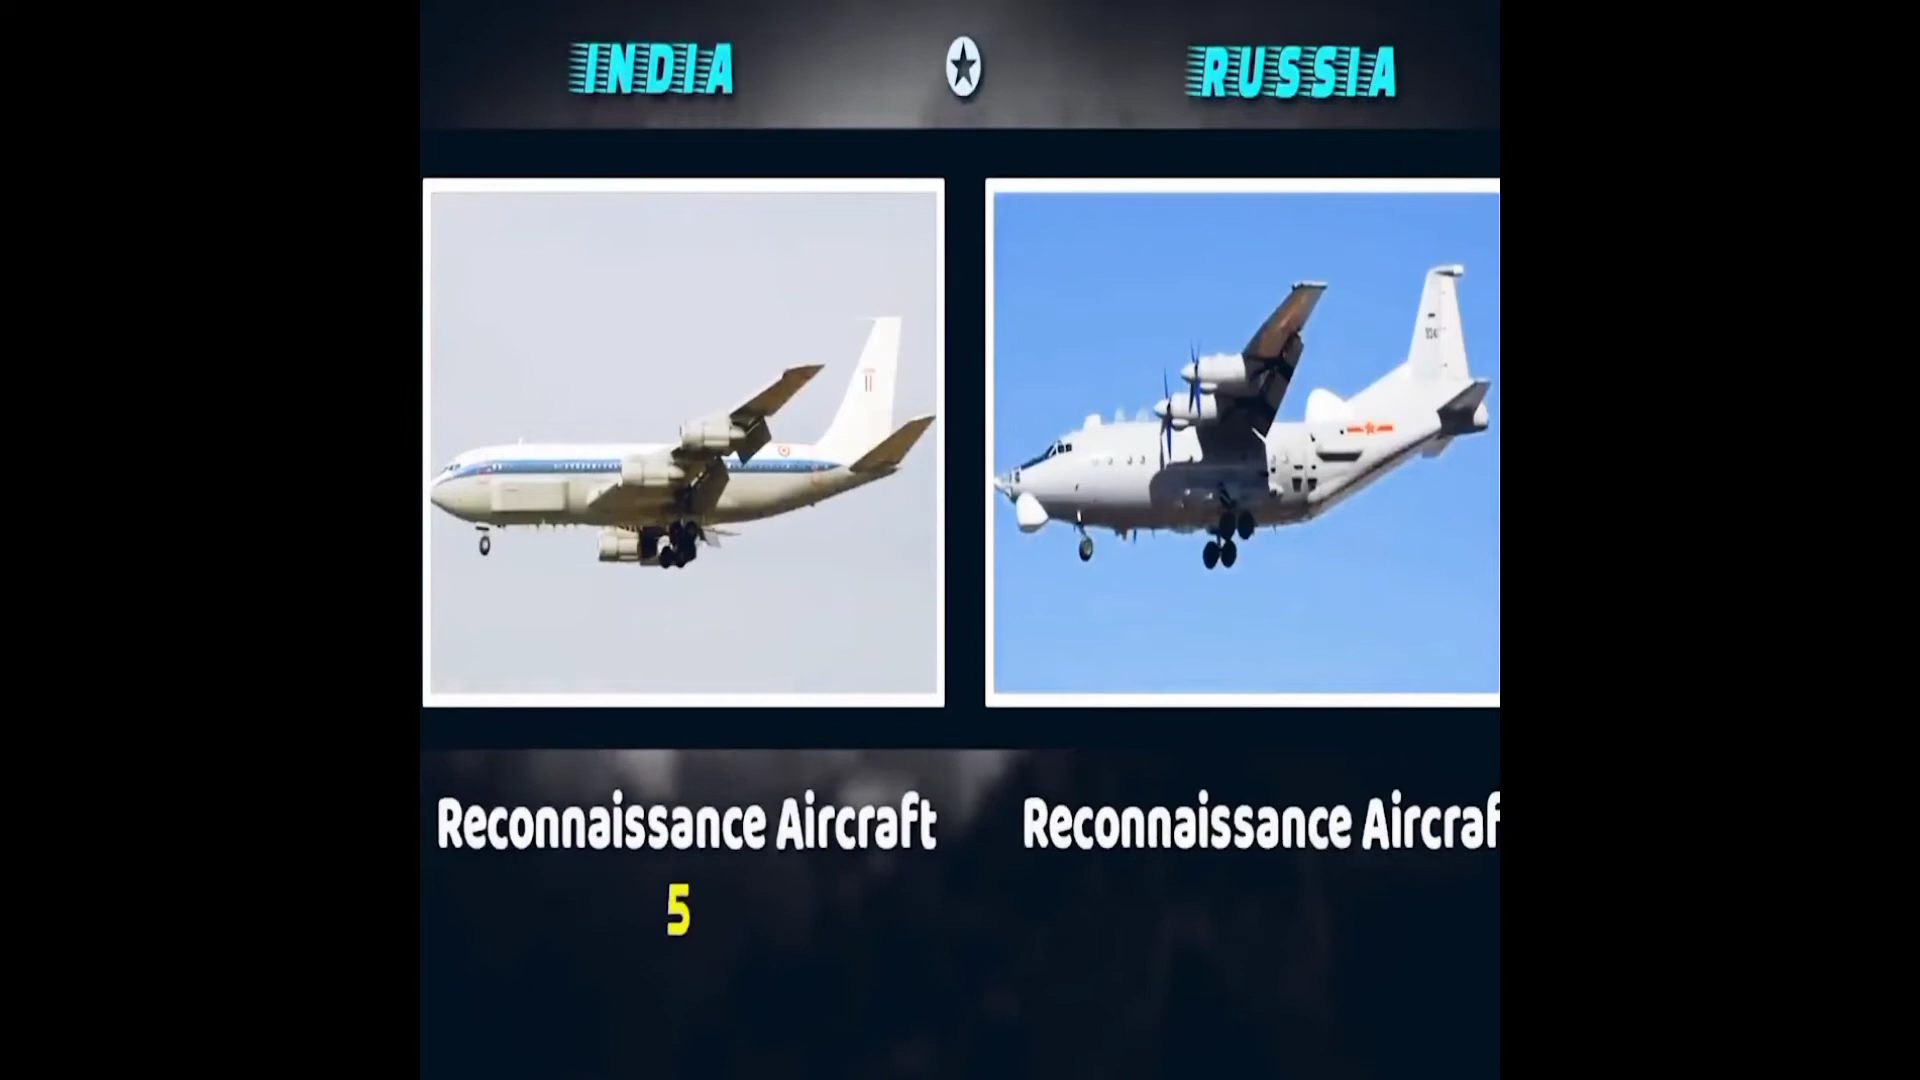 INDIA
RUSSIA
Reconnaissance Aircraft
5
Reconnaissance Aircraf